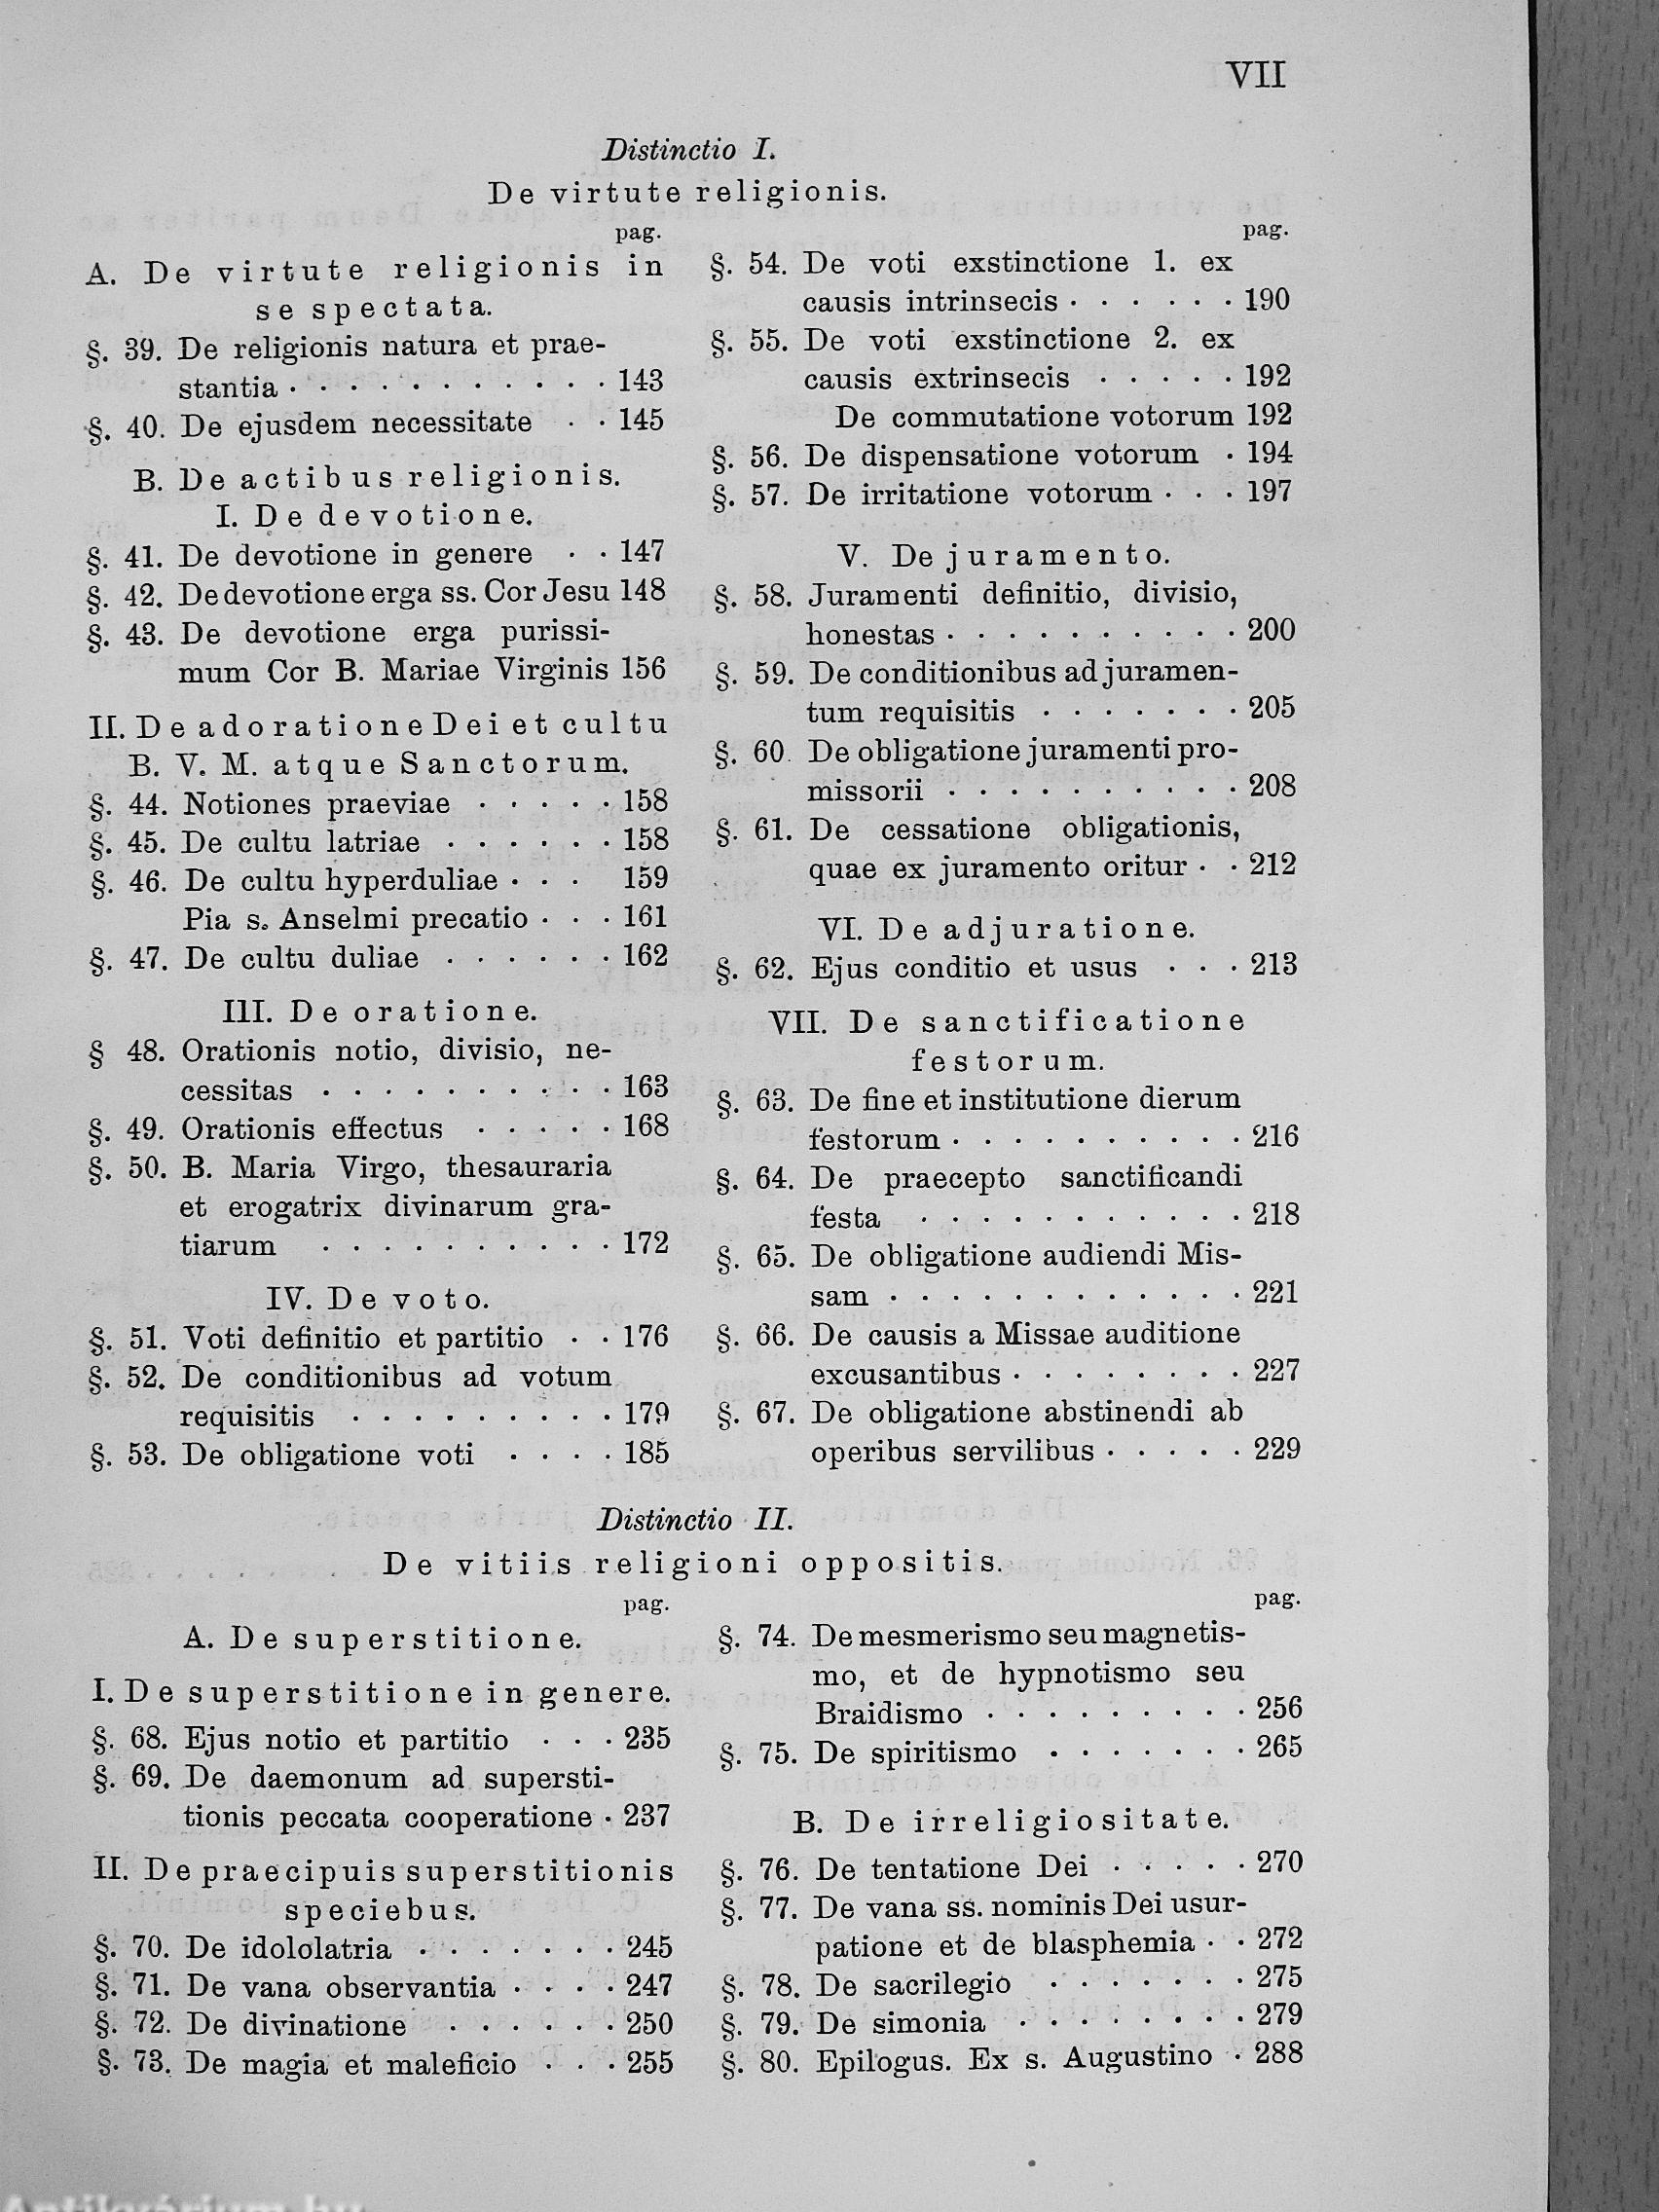 VII
Distinctio I.
De virtute religionis.
pag.
A. De virtute religionis in
se spectata.
§. 39. De religionis natura et prae-
stantia · · · · · · · · · · · 143
§. 40. De ejusdem necessitate · · 145
B. De actibus religionis.
I. De devotione.
§. 41. De devotione in genere · · 147
§. 42. De devotione erga ss. Cor Jesu 148
§. 43. De devotione erga purissi-
mum Cor B. Mariae Virginis 156
II. De adoratione Dei et cultu
B. V. M. atque Sanctorum.
§. 44. Notiones praeviae · · · · · 158
§. 45. De cultu latriae · · · · · · 158
§. 46. De cultu hyperduliae · · · 159
Pia s. Anselmi precatio · · · 161
§. 47. De cultu duliae · · · · · · 162
III. De oratione.
§ 48. Orationis notio, divisio, ne-
cessitas · · · · · · · · · · 163
§. 49. Orationis effectus · · · · · 168
§. 50. B. Maria Virgo, thesauraria
et erogatrix divinarum gra-
tiarum · · · · · · · · · · 172
IV. De voto.
§. 51. Voti definitio et partitio · · 176
§. 52. De conditionibus ad votum
requisitis · · · · · · · · · 179
§. 53. De obligatione voti · · · · 185
pag.
§. 54. De voti exstinctione 1. ex
causis intrinsecis · · · · · · 190
§. 55. De voti exstinctione 2. ex
causis extrinsecis · · · · · 192
De commutatione votorum 192
§. 56. De dispensatione votorum · 194
§. 57. De irritatione votorum · · · 197
V. De juramento.
§. 58. Juramenti definitio, divisio,
honestas · · · · · · · · · · 200
§. 59. De conditionibus ad juramen-
tum requisitis · · · · · · · 205
§. 60. De obligatione juramenti pro-
missorii · · · · · · · · · · 208
§. 61. De cessatione obligationis,
quae ex juramento oritur · · 212
VI. De adjuratione.
§. 62. Ejus conditio et usus · · · 213
VII. De sanctificatione
festorum.
§. 63. De fine et institutione dierum
festorum · · · · · · · · · · 216
§. 64. De praecepto sanctificandi
festa · · · · · · · · · · · 218
§. 65. De obligatione audiendi Mis-
sam · · · · · · · · · · · · 221
§. 66. De causis a Missae auditione
excusantibus · · · · · · · · 227
§. 67. De obligatione abstinendi ab
operibus servilibus · · · · · 229
Distinctio II.
De vitiis religioni oppositis.
pag.
A. De superstitione.
I. De superstitione in genere.
§. 68. Ejus notio et partitio · · · 235
§. 69. De daemonum ad supersti-
tionis peccata cooperatione · 237
II. De praecipuis superstitionis
speciebus.
§. 70. De idololatria · · · · · · · 245
§. 71. De vana observantia · · · · 247
§. 72. De divinatione · · · · · · 250
§. 73. De magia et maleficio · · · 255
pag.
§. 74. De mesmerismo seu magnetis-
mo, et de hypnotismo seu
Braidismo · · · · · · · · · 256
§. 75. De spiritismo · · · · · · · 265
B. De irreligiositate.
§. 76. De tentatione Dei · · · · · 270
§. 77. De vana ss. nominis Dei usur-
patione et de blasphemia · · 272
§. 78. De sacrilegio · · · · · · · 275
§. 79. De simonia · · · · · · · · 279
§. 80. Epilogus. Ex s. Augustino · 288
Antikvárium.hu